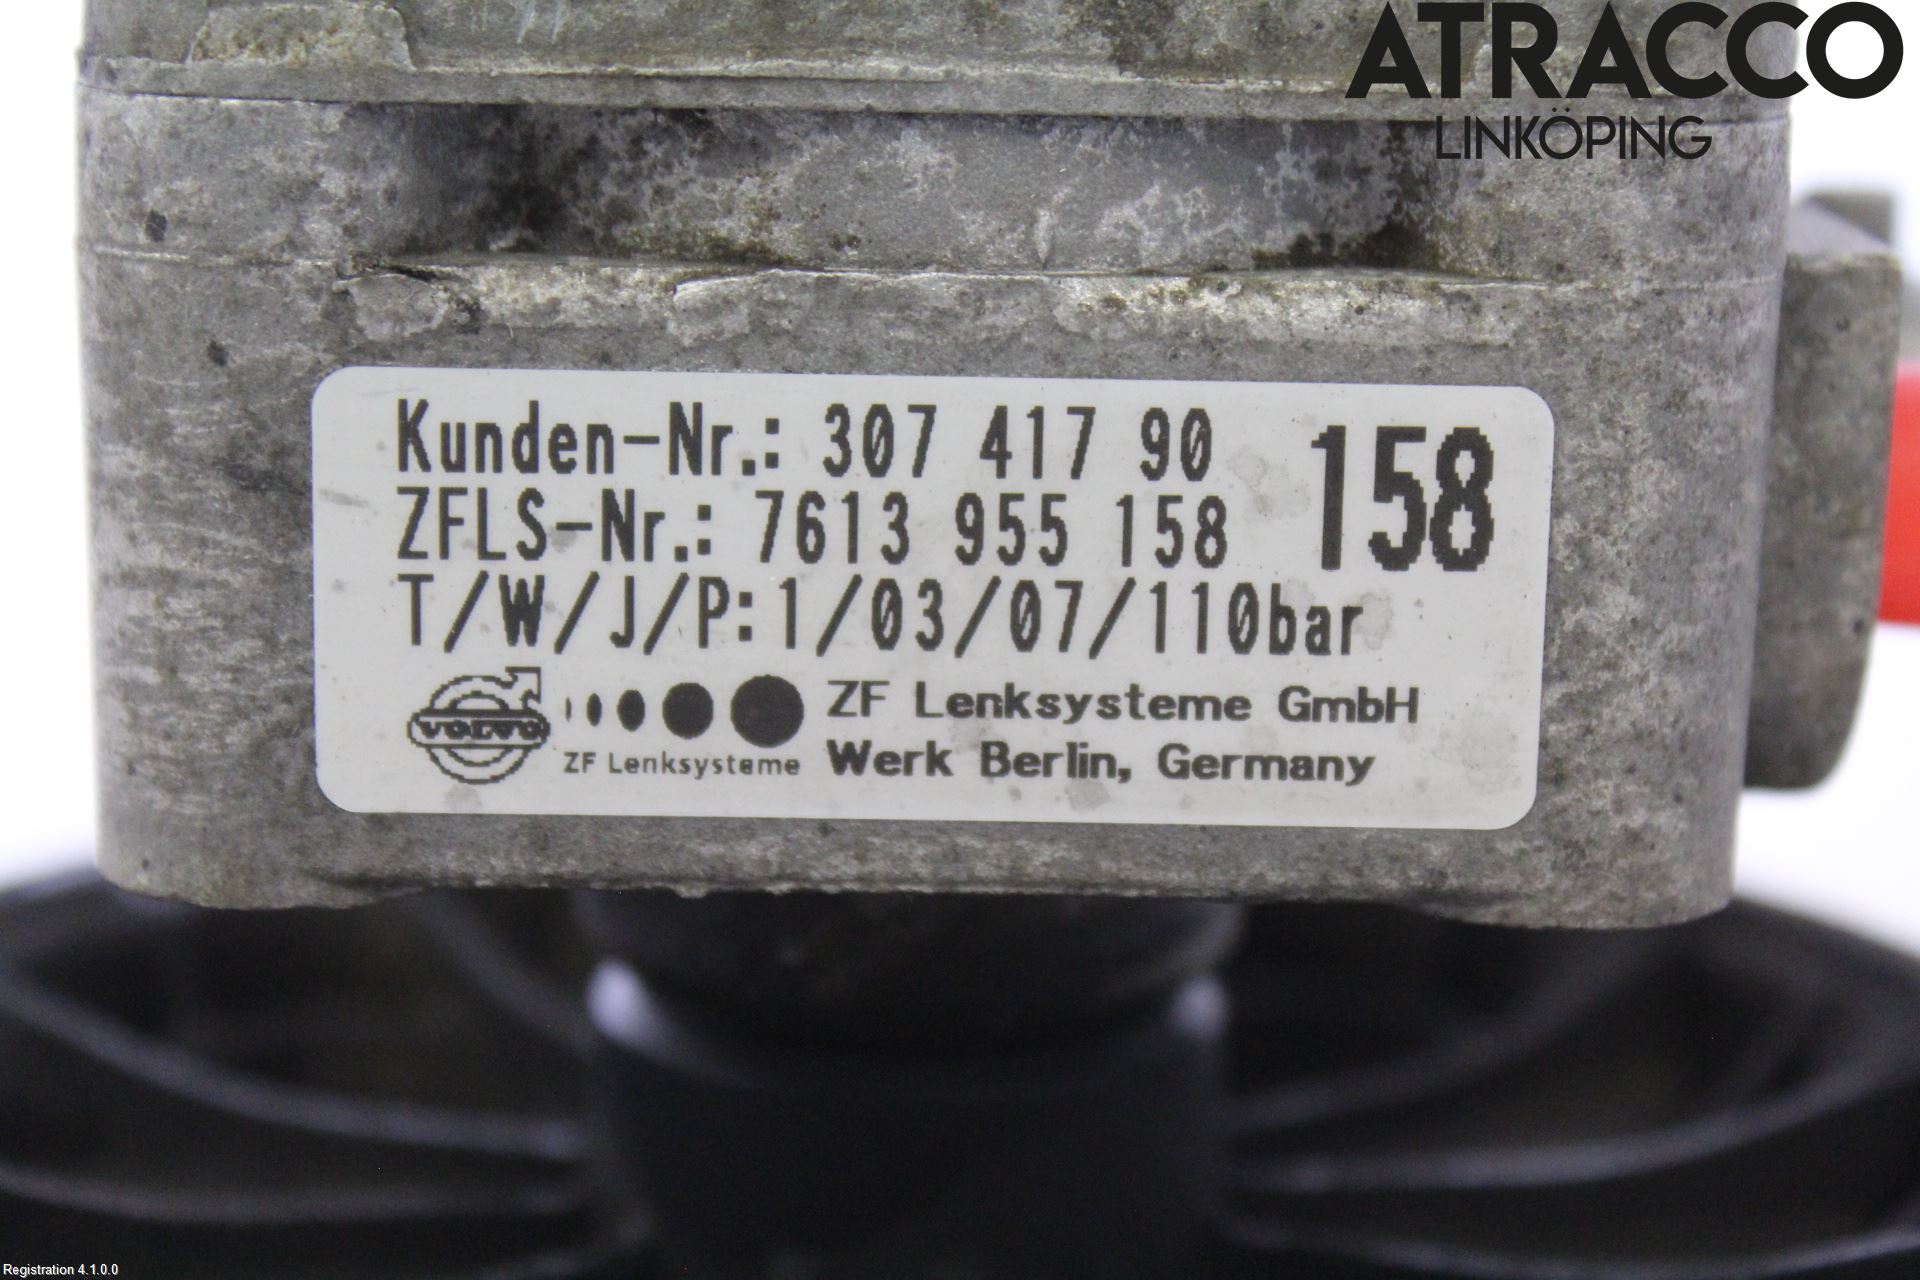 ATRACCO
LINKÖPING
Kunden-Nr.: 307 417 90
158
ZFLS-Nr.: 7613 955 158
T/W/J/P:1/03/07/110bar
VOLVO
ZF Lenksysteme
ZF Lenksysteme GmbH
Werk Berlin, Germany
Registration 4.1.0.0